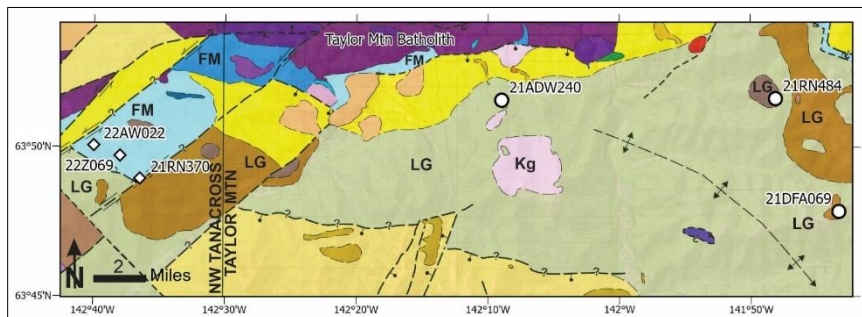 Taylor Mtn Batholith
FM
FM
21ADW240
LG
21RN484
FM
22AW022
63°50'N
LG
22Z069
21RN370
LG
LG
Kg
LG
21DFA069
LG
N
2 Miles
NW TANACROSS
TAYLOR MTN
63°45'N
142°40'W
142°30'W
142°20'W
142°10'W
142°W
141°50'W
?
?
?
?
?
?
?
?
?
?